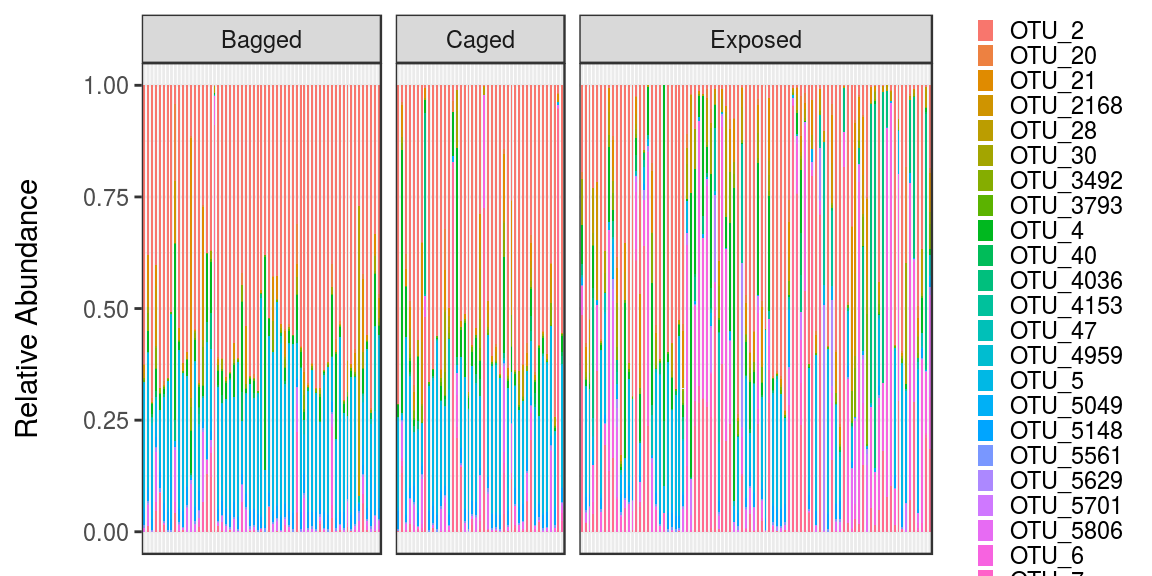 Bagged
Caged
Exposed
Relative Abundance
1.00
0.75
0.50
0.25
0.00
OTU_2
OTU_20
OTU_21
OTU_2168
OTU_28
OTU_30
OTU_3492
OTU_3793
OTU_4
OTU_40
OTU_4036
OTU_4153
OTU_47
OTU_4959
OTU_5
OTU_5049
OTU_5148
OTU_5561
OTU_5629
OTU_5701
OTU_5806
OTU_6